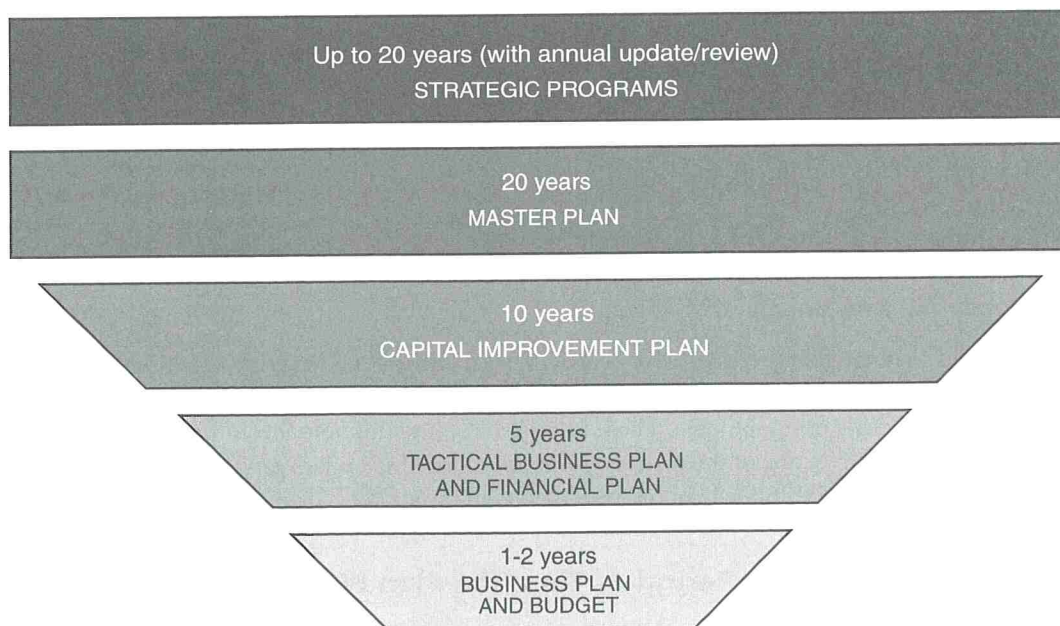 Up to 20 years (with annual update/review)
STRATEGIC PROGRAMS
20 years
MASTER PLAN
10 years
CAPITAL IMPROVEMENT PLAN
5 years
TACTICAL BUSINESS PLAN
AND FINANCIAL PLAN
1-2 years
BUSINESS PLAN
AND BUDGET